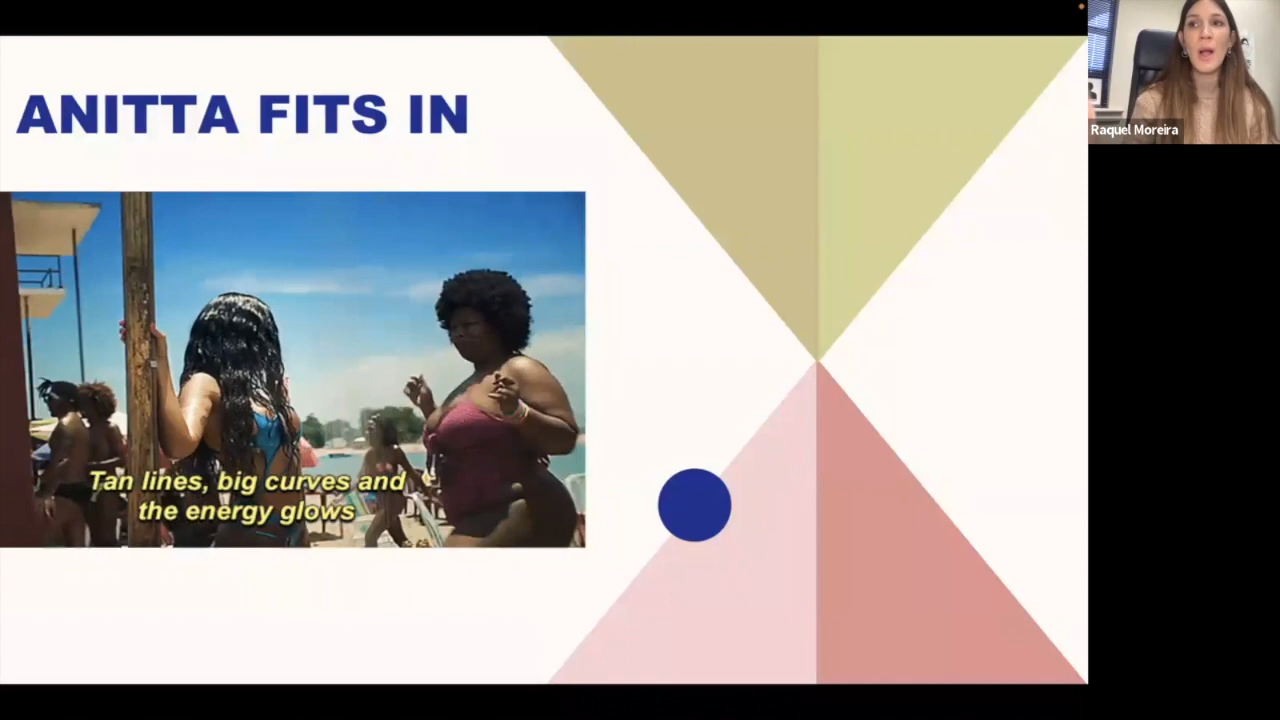 ANITTA FITS IN
Tan lines, big curves and
the energy glows
Raquel Moreira